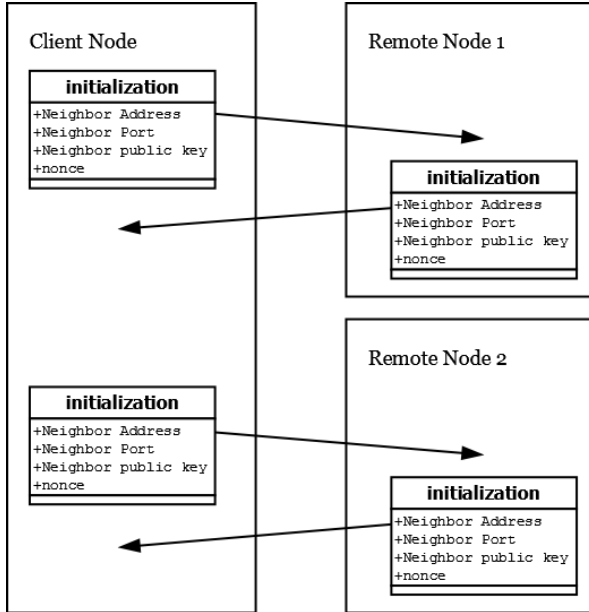 Client Node
initialization
+Neighbor Address
+Neighbor Port
+Neighbor public key
+nonce
Remote Node 1
initialization
+Neighbor Address
+Neighbor Port
+Neighbor public key
+nonce
initialization
+Neighbor Address
+Neighbor Port
+Neighbor public key
+nonce
Remote Node 2
initialization
+Neighbor Address
+Neighbor Port
+Neighbor public key
+nonce